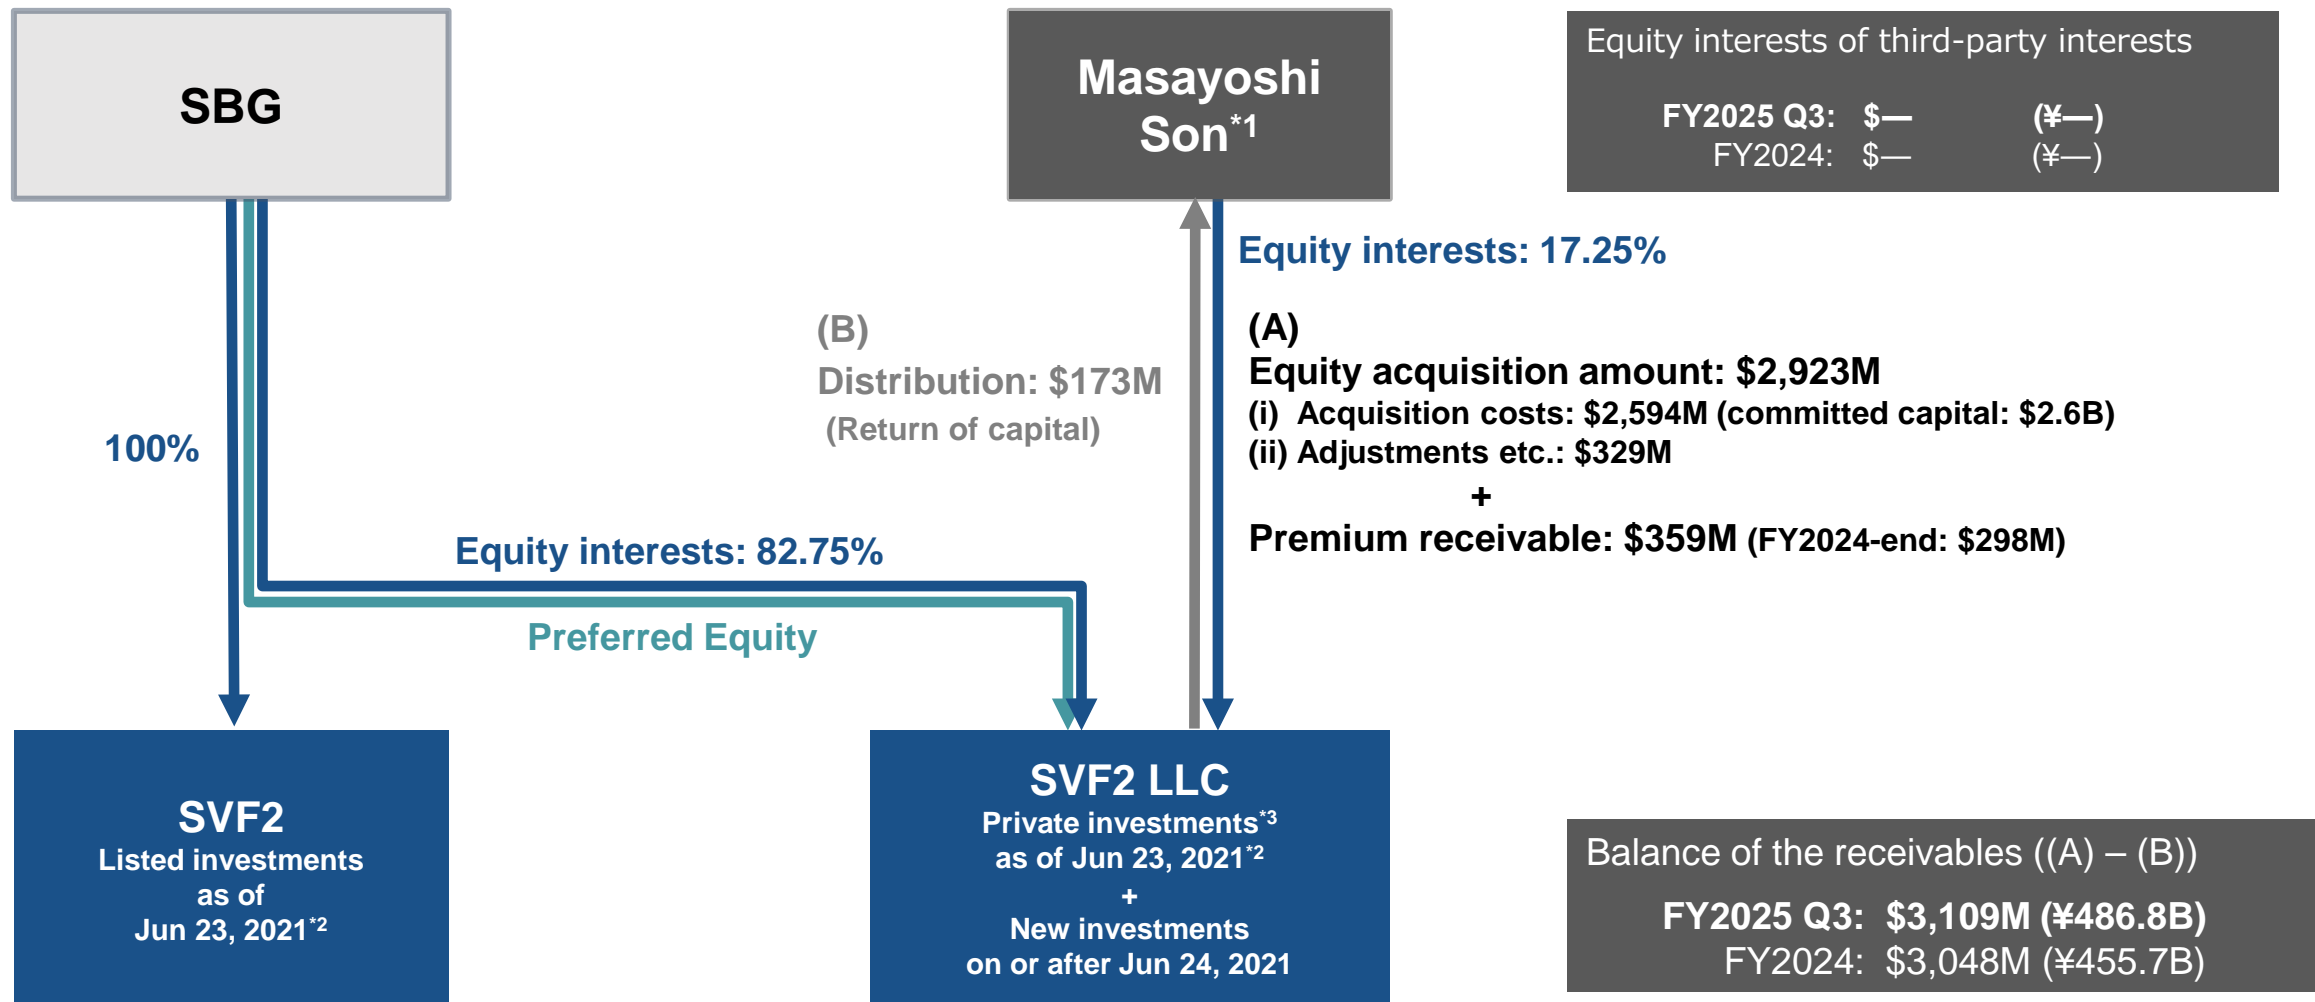 SBG
Masayoshi
Son*1
Equity interests of third-party interests
FY2025 Q3: $— (¥—)
FY2024: $— (¥—)
Equity interests: 17.25%
(B)
Distribution: $173M
(Return of capital)
(A)
Equity acquisition amount: $2,923M
(i) Acquisition costs: $2,594M (committed capital: $2.6B)
(ii) Adjustments etc.: $329M
+
Premium receivable: $359M (FY2024-end: $298M)
100%
Equity interests: 82.75%
Preferred Equity
SVF2
Listed investments
as of
Jun 23, 2021*2
SVF2 LLC
Private investments*3
as of Jun 23, 2021*2
+
New investments
on or after Jun 24, 2021
Balance of the receivables ((A) – (B))
FY2025 Q3: $3,109M (¥486.8B)
FY2024: $3,048M (¥455.7B)